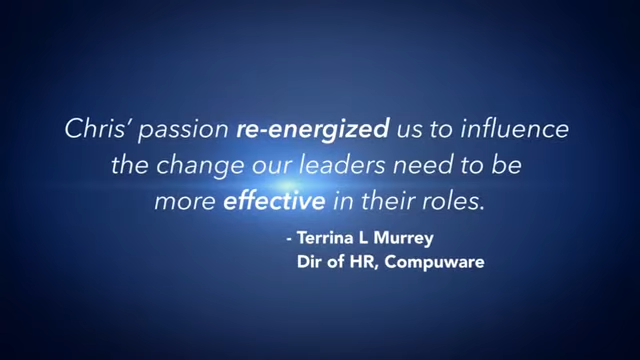 Chris’ passion re-energized us to influence
the change our leaders need to be
more effective in their roles.
- Terrina L Murrey
Dir of HR, Compuware